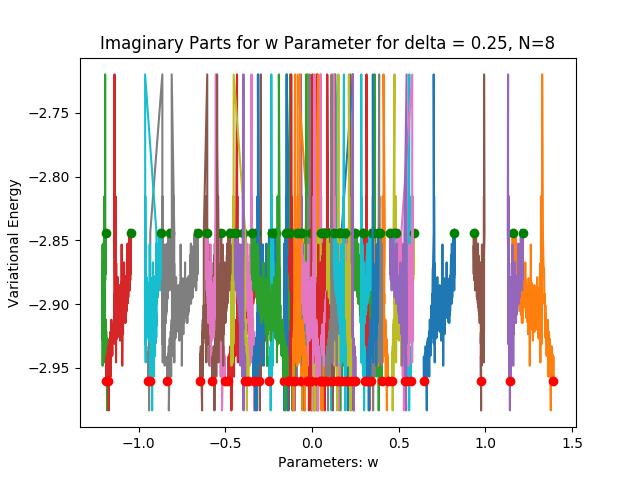 Imaginary Parts for w Parameter for delta = 0.25, N=8
−2.75
−2.80
−2.85
−2.90
−2.95
Variational Energy
−1.0 −0.5 0.0 0.5 1.0 1.5
Parameters: w